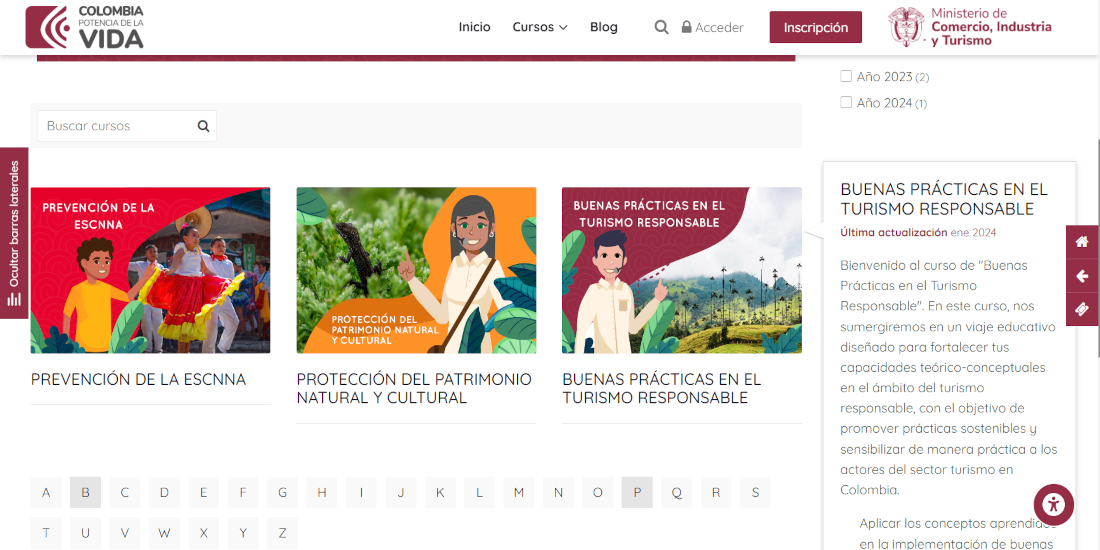 COLOMBIA
POTENCIA DE LA
VIDA
Inicio Cursos Blog Acceder Inscripción
Ministerio de
Comercio, Industria
y Turismo
Año 2023 (2)
Año 2024 (1)
Buscar cursos
Ocultar barras laterales
PREVENCIÓN DE LA
ESCNNA
PROTECCIÓN DEL
PATRIMONIO NATURAL
Y CULTURAL
BUENAS PRÁCTICAS EN EL
TURISMO RESPONSABLE
PREVENCIÓN DE LA ESCNNA
PROTECCIÓN DEL PATRIMONIO
NATURAL Y CULTURAL
BUENAS PRÁCTICAS EN EL
TURISMO RESPONSABLE
A B C D E F G H I J K L M N O P Q R S
T U V W X Y Z
BUENAS PRÁCTICAS EN EL
TURISMO RESPONSABLE
Última actualización ene 2024
Bienvenido al curso de "Buenas
Prácticas en el Turismo
Responsable". En este curso, nos
sumergiremos en un viaje educativo
diseñado para fortalecer tus
capacidades teórico-conceptuales
en el ámbito del turismo
responsable, con el objetivo de
promover prácticas sostenibles y
sensibilizar de manera práctica a los
actores del sector turismo en
Colombia.
Aplicar los conceptos aprendidos
en la implementación de buenas